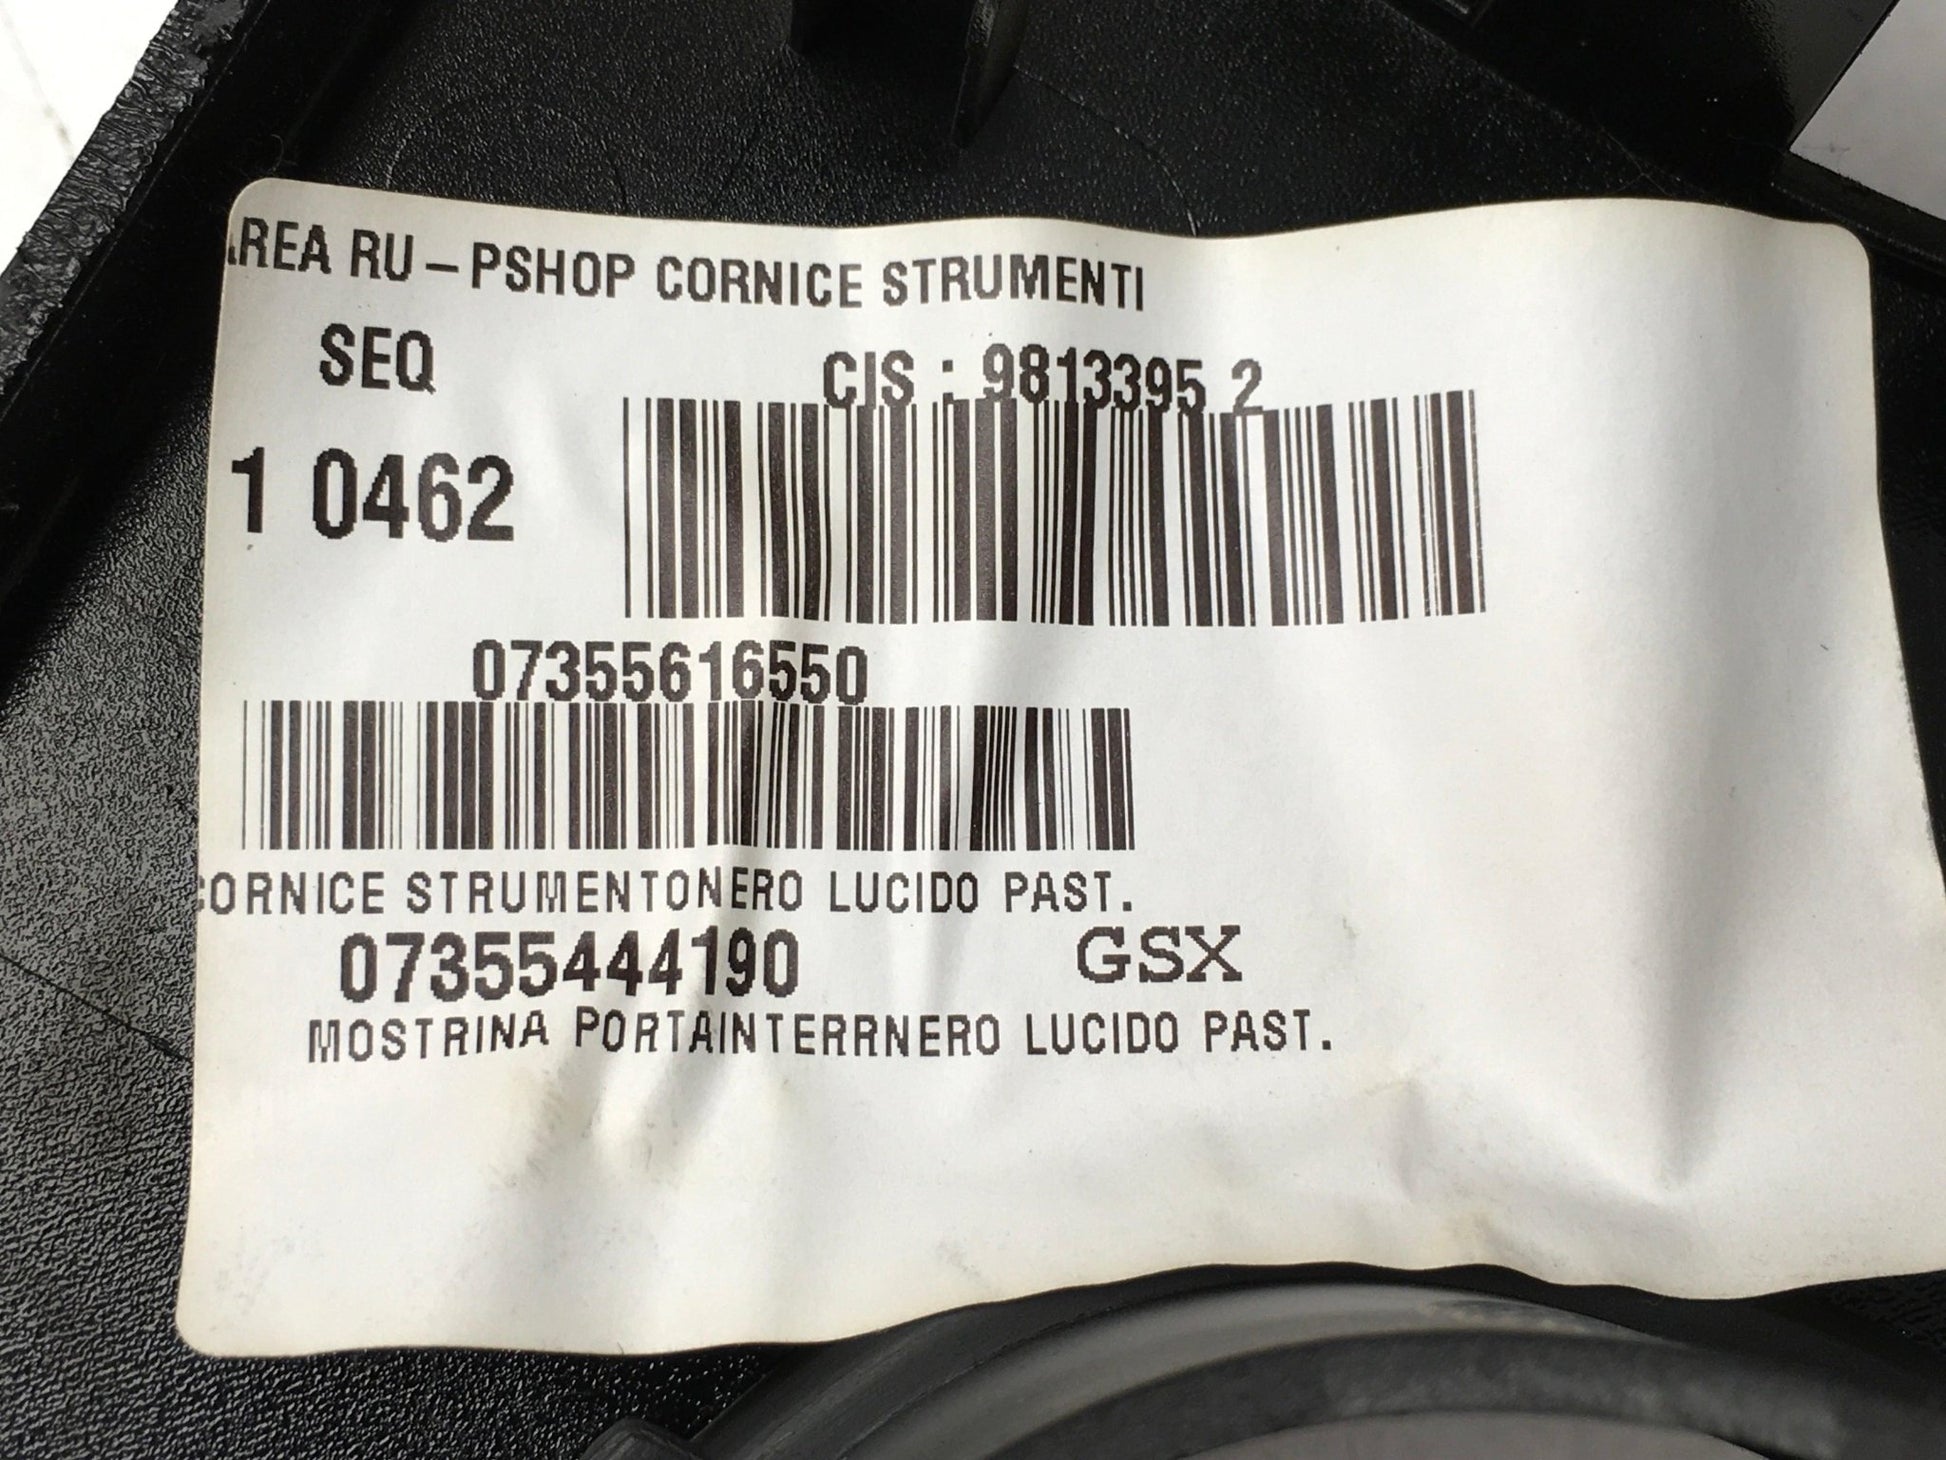 AREA RU – PSHOP CORNICE STRUMENTI
SEQ CIS : 9813395 2
1 0462
07355616550
CORNICE STRUMENTONERO LUCIDO PAST.
07355444190 GSX
MOSTRINA PORTAINTERRNERO LUCIDO PAST.